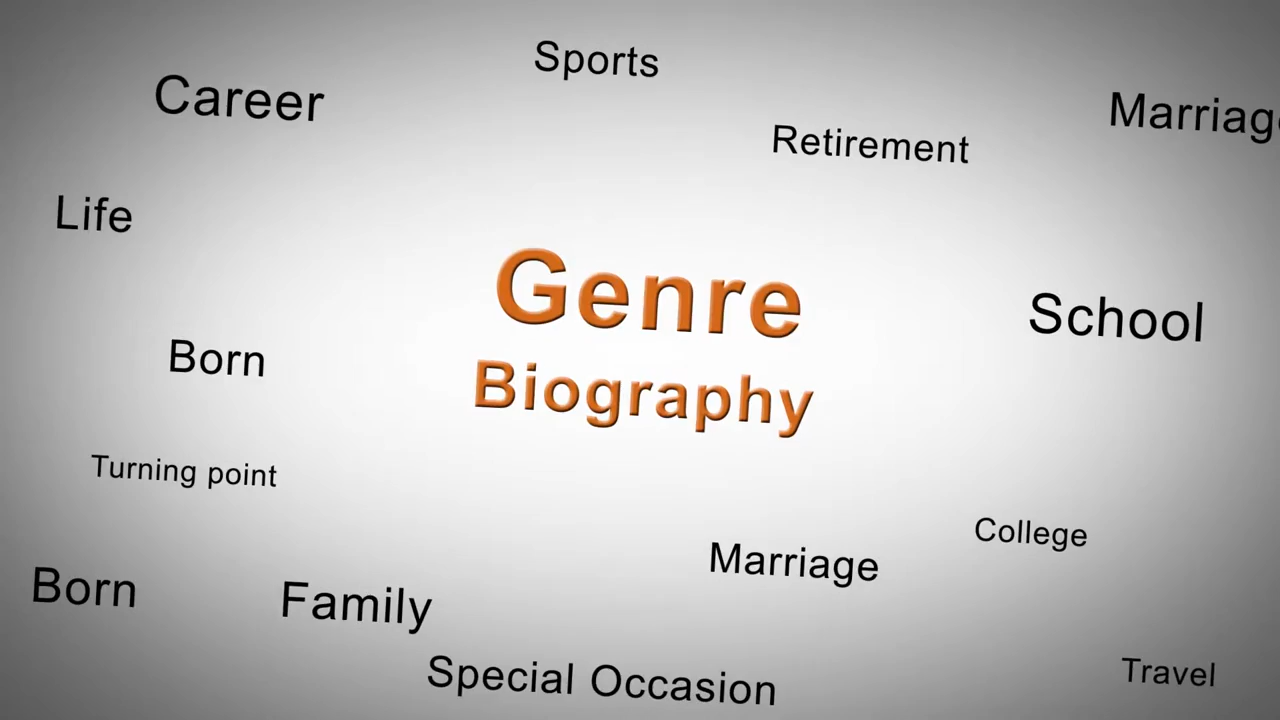 Sports
Career
Marriag
Retirement
Life
Genre
School
Born
Biography
Turning point
College
Marriage
Born
Family
Special Occasion
Travel